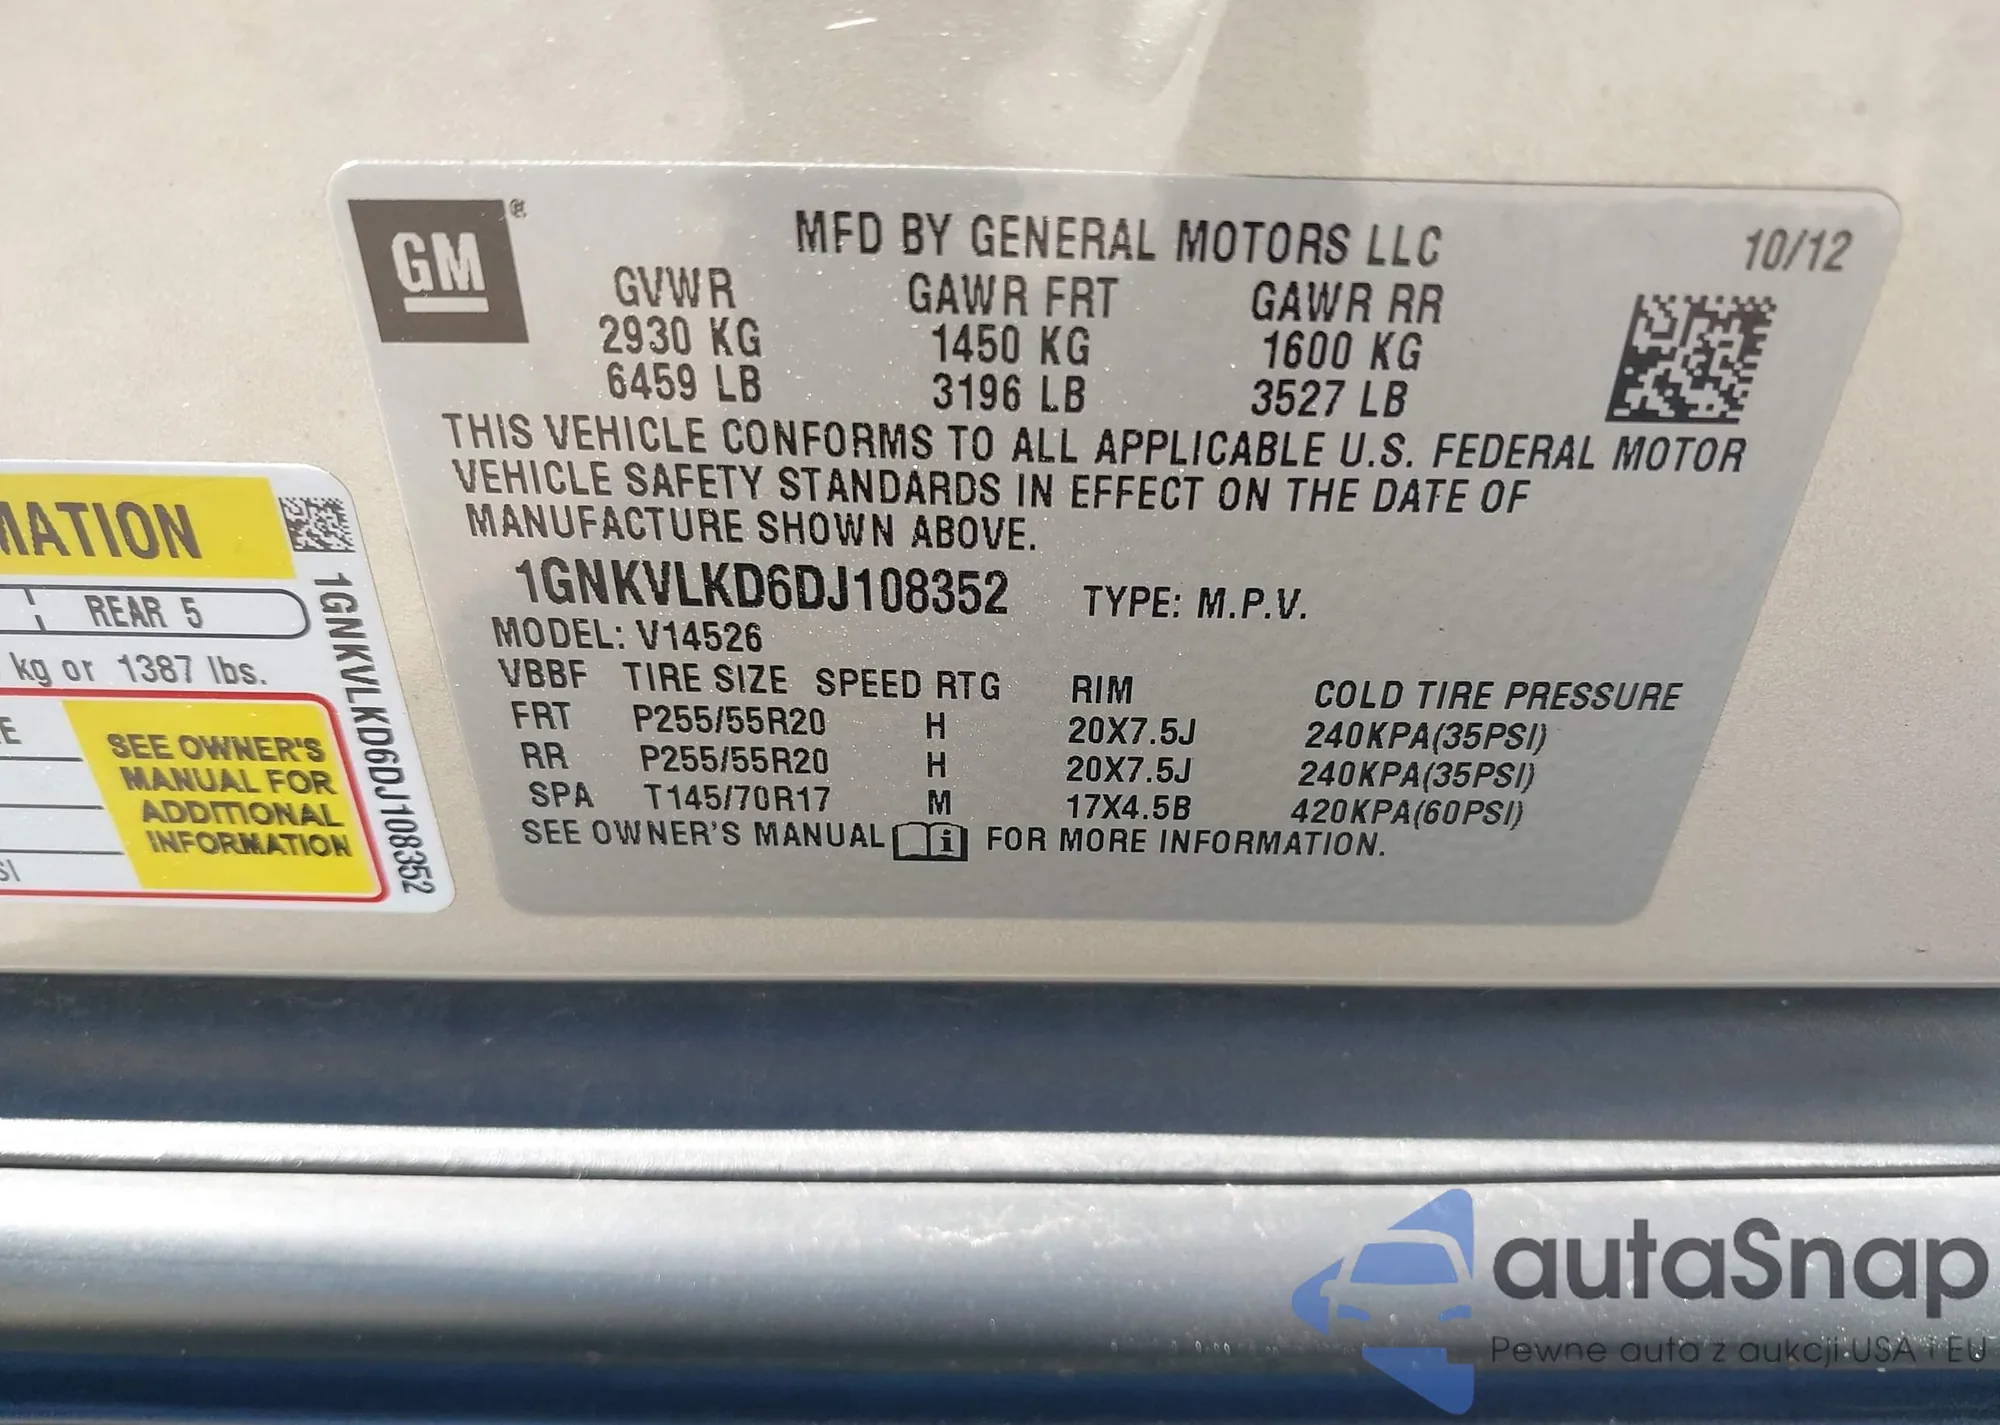 GM®
MFD BY GENERAL MOTORS LLC
10/12
GVWR GAWR FRT GAWR RR
2930 KG 1450 KG 1600 KG
6459 LB 3196 LB 3527 LB
THIS VEHICLE CONFORMS TO ALL APPLICABLE U.S. FEDERAL MOTOR
VEHICLE SAFETY STANDARDS IN EFFECT ON THE DATE OF
MANUFACTURE SHOWN ABOVE.
1GNKVLKD6DJ108352 TYPE: M.P.V.
MODEL: V14526
VBBF TIRE SIZE SPEED RTG RIM COLD TIRE PRESSURE
FRT P255/55R20 H 20X7.5J 240KPA(35PSI)
RR P255/55R20 H 20X7.5J 240KPA(35PSI)
SPA T145/70R17 M 17X4.5B 420KPA(60PSI)
SEE OWNER'S MANUAL i FOR MORE INFORMATION.
MATION
REAR 5
kg or 1387 lbs.
E
SEE OWNER'S
MANUAL FOR
ADDITIONAL
INFORMATION
SI
1GNKVLKD6DJ108352
autaSnap
Pewne auta z aukcji USA i EU